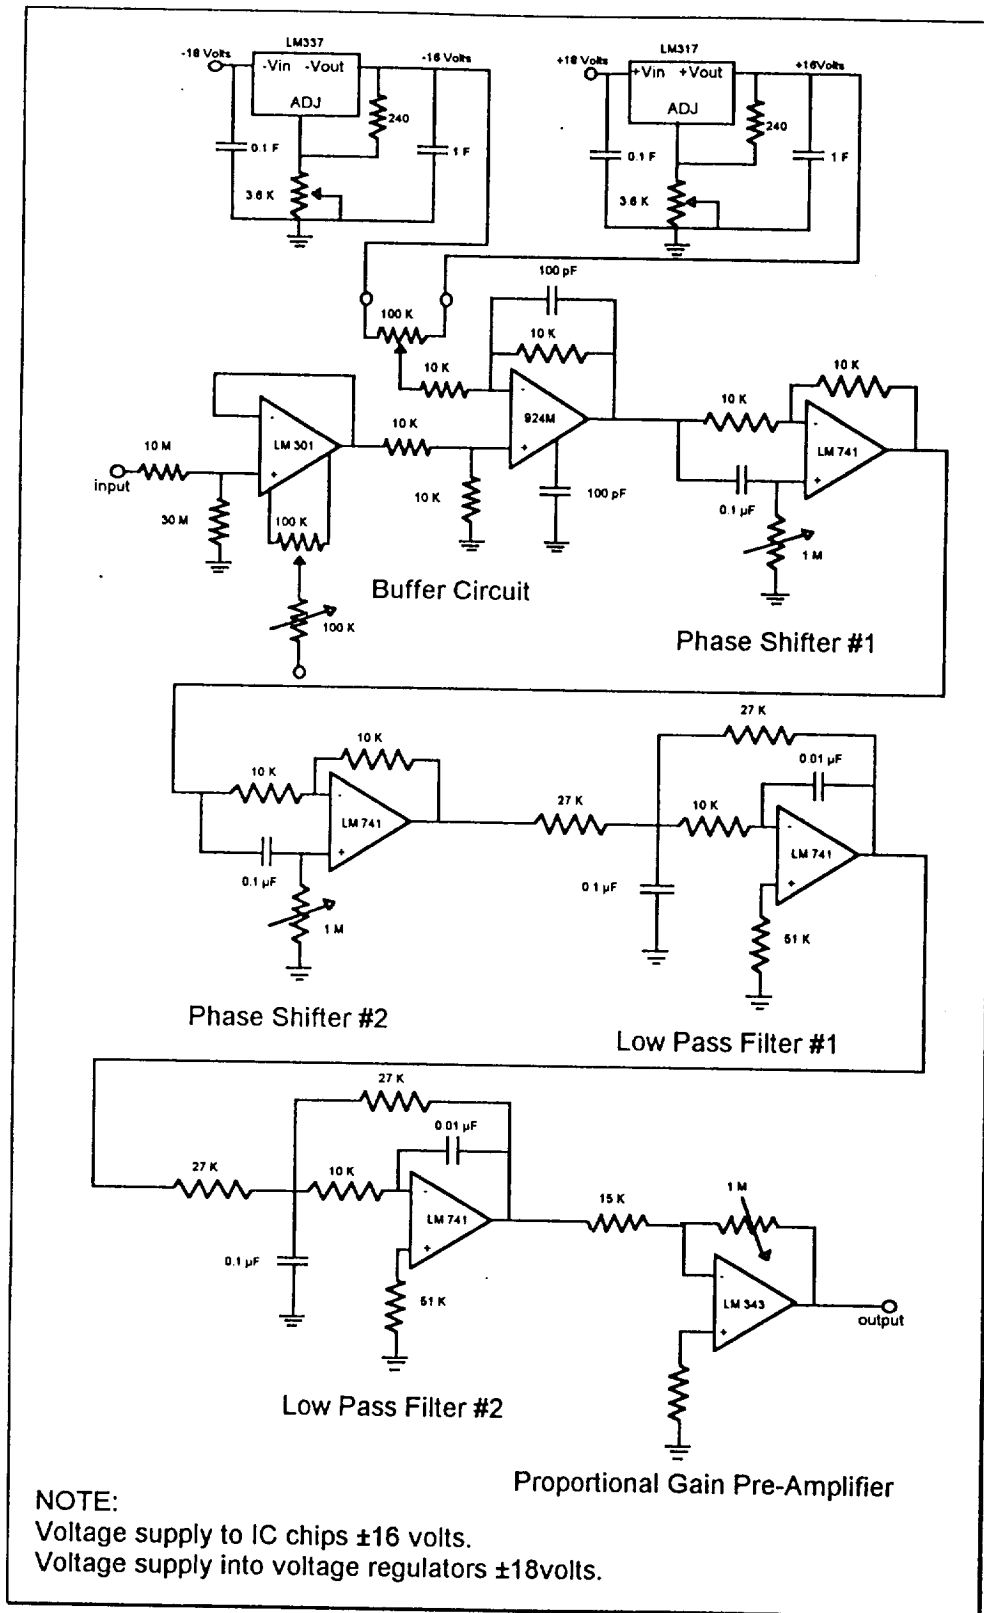 LM337
-18 Volts
-Vin -Vout
-16 Volts
ADJ
240
0.1 F
1 F
3.6 K
LM317
+18 Volts
+Vin +Vout
+16Volts
ADJ
240
0.1 F
1 F
3.6 K
100 K
100 pF
10 K
10 K
924M
-
+
10 K
10 K
100 pF
10 M
input
30 M
LM 301
-
+
100 K
100 K
Buffer Circuit
10 K
10 K
LM 741
-
+
0.1 µF
1 M
Phase Shifter #1
10 K
10 K
LM 741
-
+
0.1 µF
1 M
Phase Shifter #2
27 K
27 K
0.01 µF
10 K
LM 741
-
+
0 1 µF
51 K
Low Pass Filter #1
27 K
27 K
0.01 µF
10 K
LM 741
-
+
0.1 µF
51 K
Low Pass Filter #2
15 K
1 M
LM 343
-
+
output
Proportional Gain Pre-Amplifier
NOTE:
Voltage supply to IC chips ±16 volts.
Voltage supply into voltage regulators ±18volts.